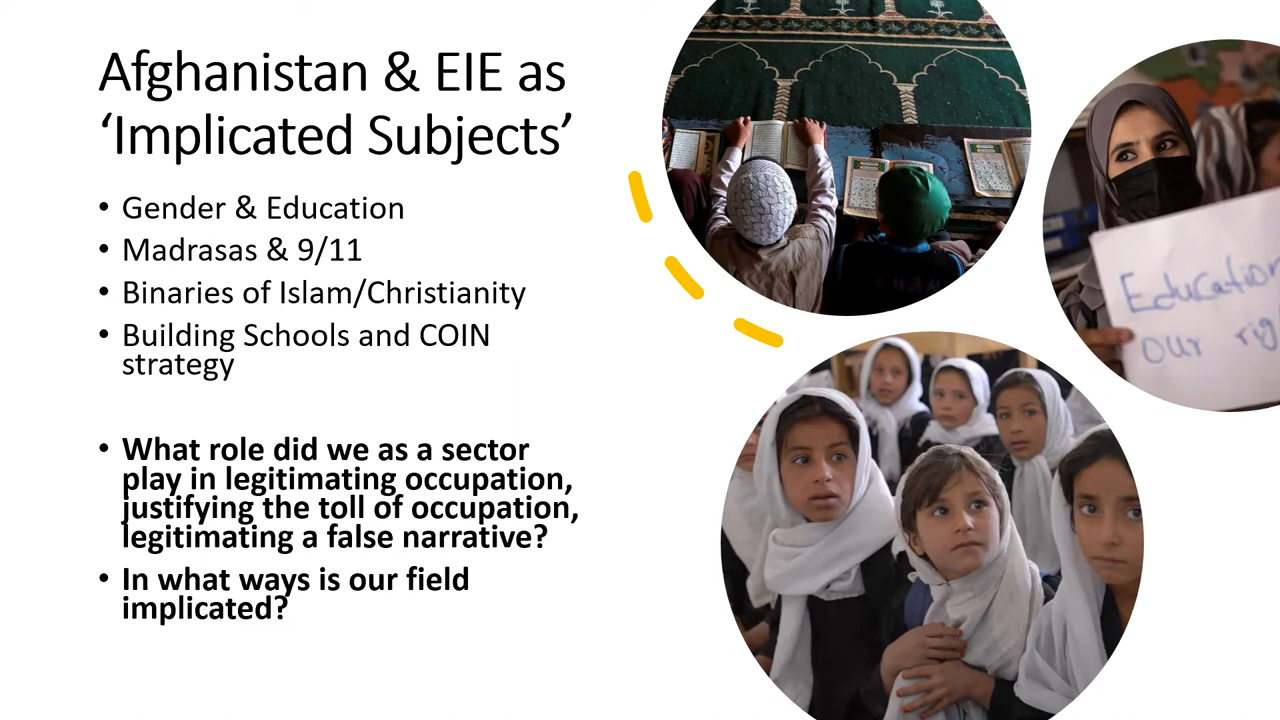 Afghanistan & EIE as
‘Implicated Subjects’
• Gender & Education
• Madrasas & 9/11
• Binaries of Islam/Christianity
• Building Schools and COIN
strategy
• What role did we as a sector
play in legitimating occupation,
justifying the toll of occupation,
legitimating a false narrative?
• In what ways is our field
implicated?
Education
our rig